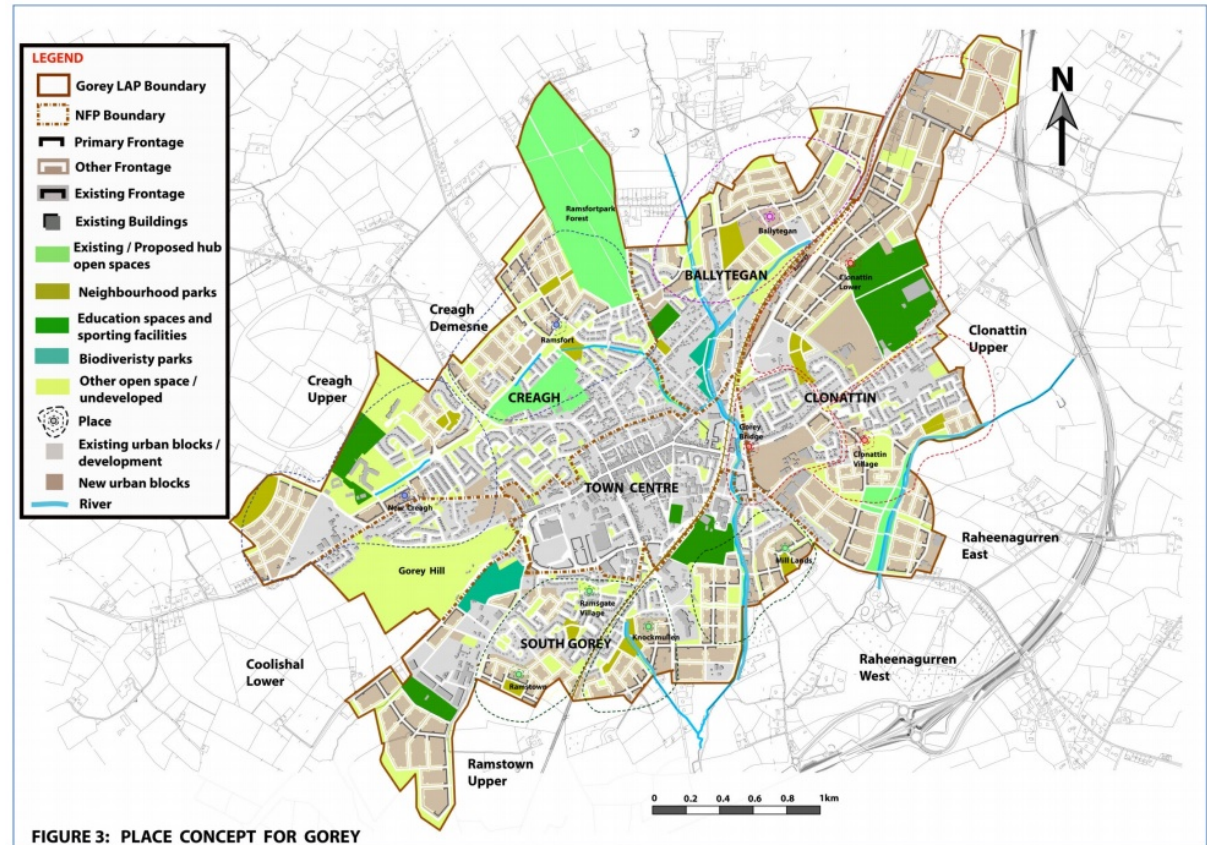 LEGEND
Gorey LAP Boundary
NFP Boundary
Primary Frontage
Other Frontage
Existing Frontage
Existing Buildings
Existing / Proposed hub
open spaces
Neighbourhood parks
Education spaces and
sporting facilities
Biodiveristy parks
Other open space /
undeveloped
Place
Existing urban blocks /
development
New urban blocks
River
N
Ramsfortpark
Forest
Ballytegan
BALLYTEGAN
Clonattin
Lower
Creagh
Demesne
Ramsfort
Clonattin
Upper
Creagh
Upper
CREAGH
CLONATTIN
Gorey
Bridge
Clonattin
Village
TOWN CENTRE
New Creagh
Raheenagurren
East
Gorey Hill
Mill Lands
Ramsgate
Village
Knockmullen
SOUTH GOREY
Coolishal
Lower
Raheenagurren
West
Ramstown
Ramstown
Upper
0 0.2 0.4 0.6 0.8 1km
FIGURE 3: PLACE CONCEPT FOR GOREY